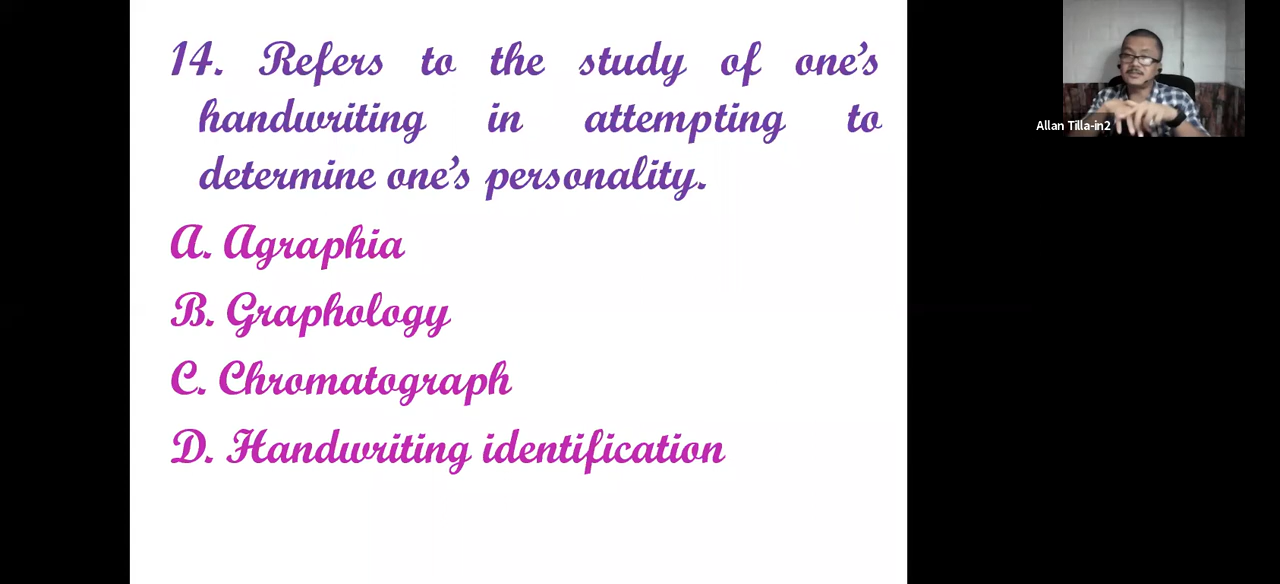 14. Refers to the study of one's
handwriting in attempting to
determine one's personality.
A. Agraphia
B. Graphology
C. Chromatograph
D. Handwriting identification
Allan Tilla-in2